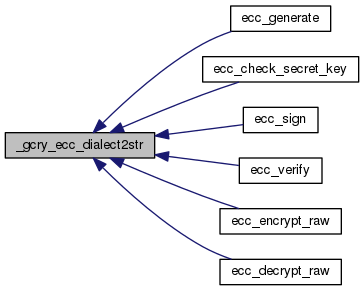 ecc_generate
ecc_check_secret_key
ecc_sign
_gcry_ecc_dialect2str
ecc_verify
ecc_encrypt_raw
ecc_decrypt_raw